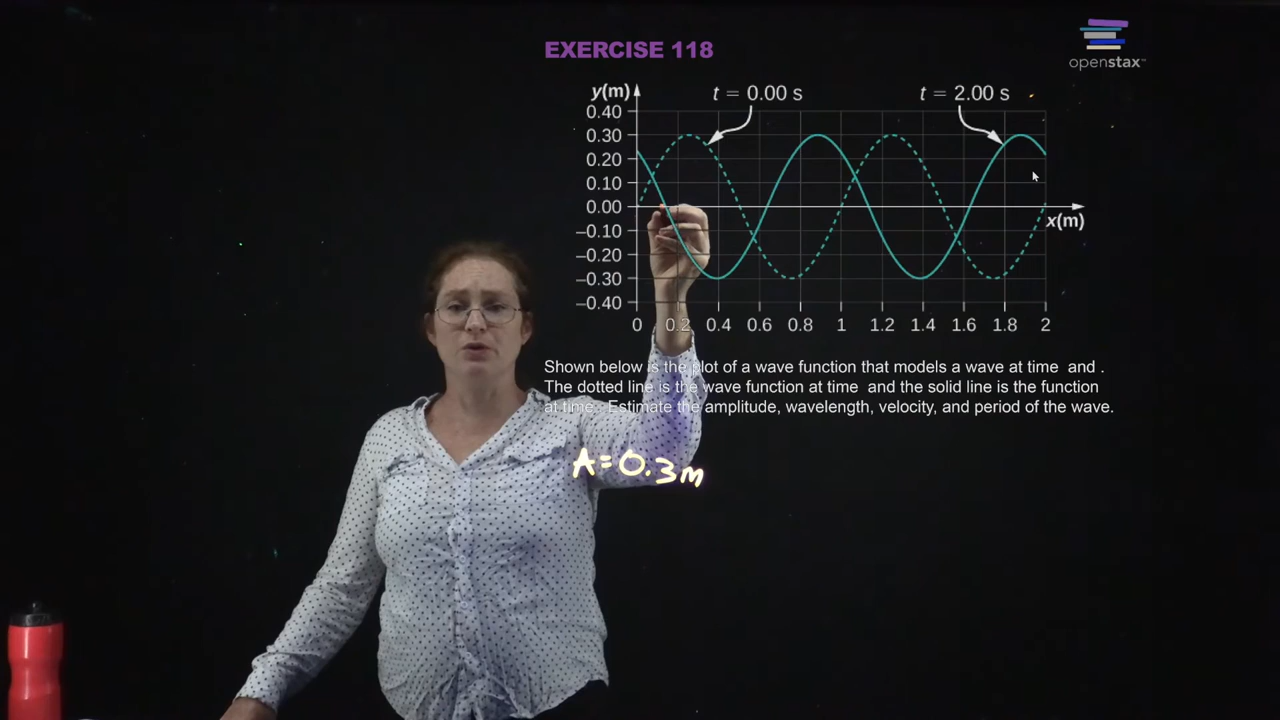 EXERCISE 118
openstax
y(m)
t = 0.00 s
t = 2.00 s
0.40
0.30
0.20
0.10
0.00
x(m)
–0.10
–0.20
–0.30
–0.40
0 0.2 0.4 0.6 0.8 1 1.2 1.4 1.6 1.8 2
Shown below is the plot of a wave function that models a wave at time and .
The dotted line is the wave function at time and the solid line is the function
at time . Estimate the amplitude, wavelength, velocity, and period of the wave.
A=0.3m